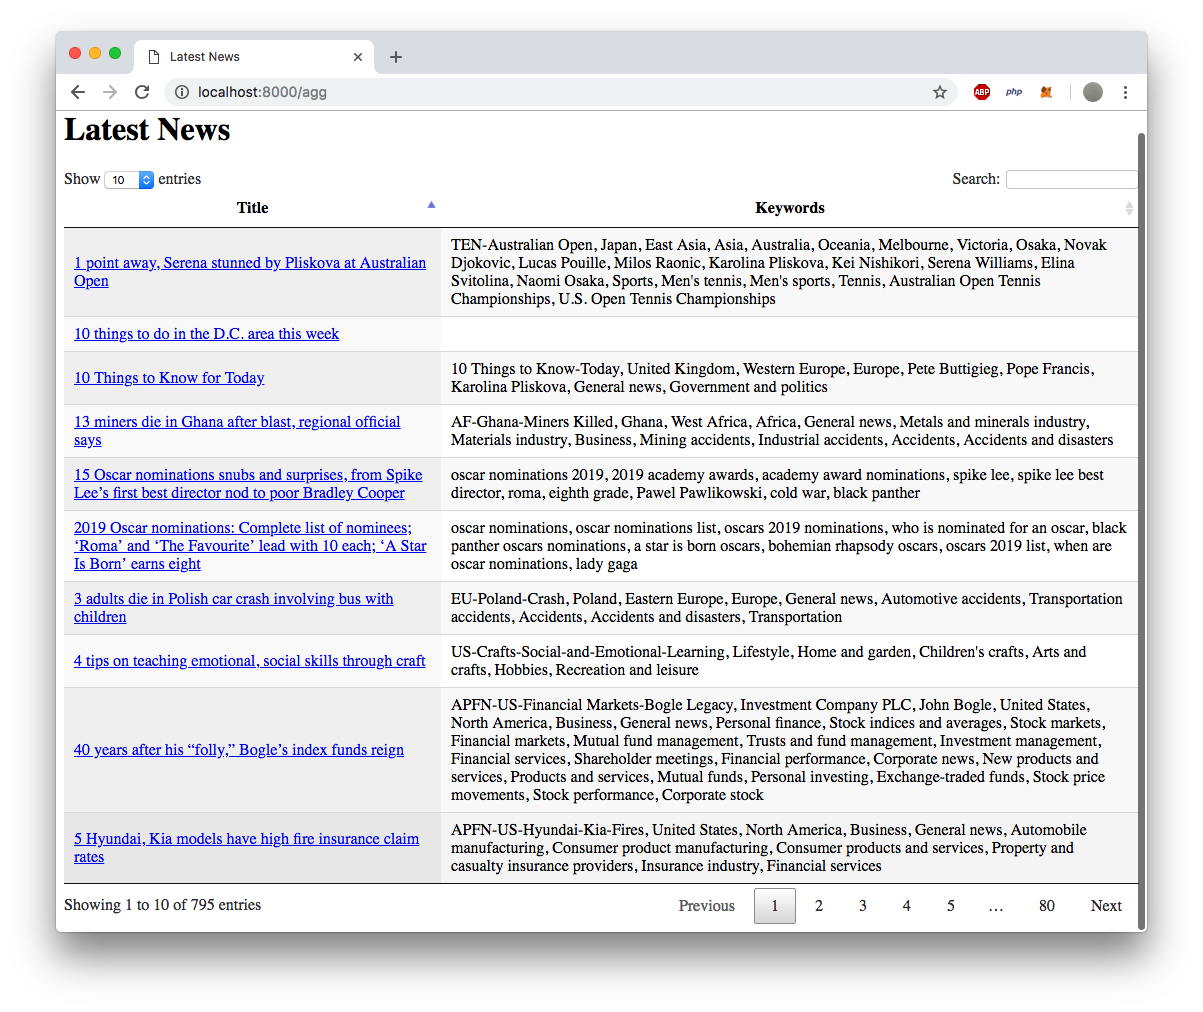 Latest News
localhost:8000/agg
ABP
php
Latest News
Show 10 entries
Search:
Title Keywords
1 point away, Serena stunned by Pliskova at Australian
Open
TEN-Australian Open, Japan, East Asia, Asia, Australia, Oceania, Melbourne, Victoria, Osaka, Novak
Djokovic, Lucas Pouille, Milos Raonic, Karolina Pliskova, Kei Nishikori, Serena Williams, Elina
Svitolina, Naomi Osaka, Sports, Men's tennis, Men's sports, Tennis, Australian Open Tennis
Championships, U.S. Open Tennis Championships
10 things to do in the D.C. area this week
10 Things to Know for Today
10 Things to Know-Today, United Kingdom, Western Europe, Europe, Pete Buttigieg, Pope Francis,
Karolina Pliskova, General news, Government and politics
13 miners die in Ghana after blast, regional official
says
AF-Ghana-Miners Killed, Ghana, West Africa, Africa, General news, Metals and minerals industry,
Materials industry, Business, Mining accidents, Industrial accidents, Accidents, Accidents and disasters
15 Oscar nominations snubs and surprises, from Spike
Lee’s first best director nod to poor Bradley Cooper
oscar nominations 2019, 2019 academy awards, academy award nominations, spike lee, spike lee best
director, roma, eighth grade, Pawel Pawlikowski, cold war, black panther
2019 Oscar nominations: Complete list of nominees;
‘Roma’ and ‘The Favourite’ lead with 10 each; ‘A Star
Is Born’ earns eight
oscar nominations, oscar nominations list, oscars 2019 nominations, who is nominated for an oscar, black
panther oscars nominations, a star is born oscars, bohemian rhapsody oscars, oscars 2019 list, when are
oscar nominations, lady gaga
3 adults die in Polish car crash involving bus with
children
EU-Poland-Crash, Poland, Eastern Europe, Europe, General news, Automotive accidents, Transportation
accidents, Accidents, Accidents and disasters, Transportation
4 tips on teaching emotional, social skills through craft
US-Crafts-Social-and-Emotional-Learning, Lifestyle, Home and garden, Children's crafts, Arts and
crafts, Hobbies, Recreation and leisure
40 years after his “folly,” Bogle’s index funds reign
APFN-US-Financial Markets-Bogle Legacy, Investment Company PLC, John Bogle, United States,
North America, Business, General news, Personal finance, Stock indices and averages, Stock markets,
Financial markets, Mutual fund management, Trusts and fund management, Investment management,
Financial services, Shareholder meetings, Financial performance, Corporate news, New products and
services, Products and services, Mutual funds, Personal investing, Exchange-traded funds, Stock price
movements, Stock performance, Corporate stock
5 Hyundai, Kia models have high fire insurance claim
rates
APFN-US-Hyundai-Kia-Fires, United States, North America, Business, General news, Automobile
manufacturing, Consumer product manufacturing, Consumer products and services, Property and
casualty insurance providers, Insurance industry, Financial services
Showing 1 to 10 of 795 entries
Previous 1 2 3 4 5 … 80 Next